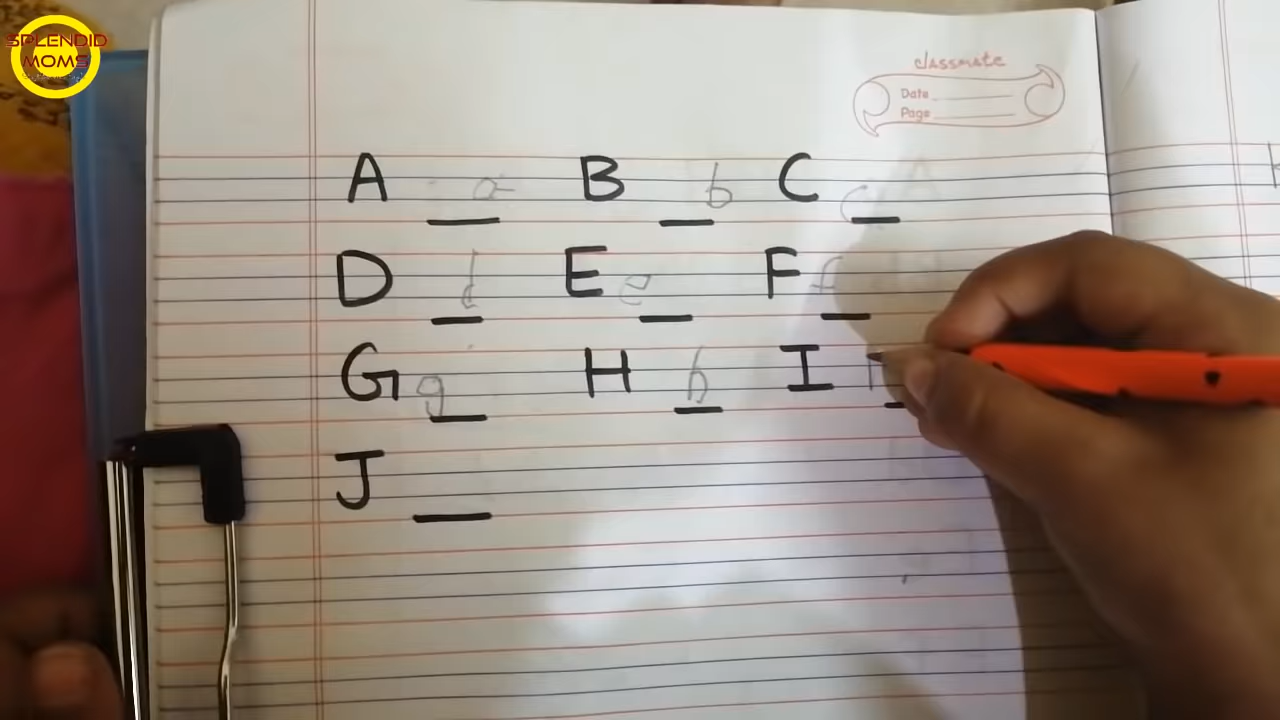 SPLENDID
MOMS
classmate
Date
Page
A a B b C c
D d E e F f
G g H h I
J